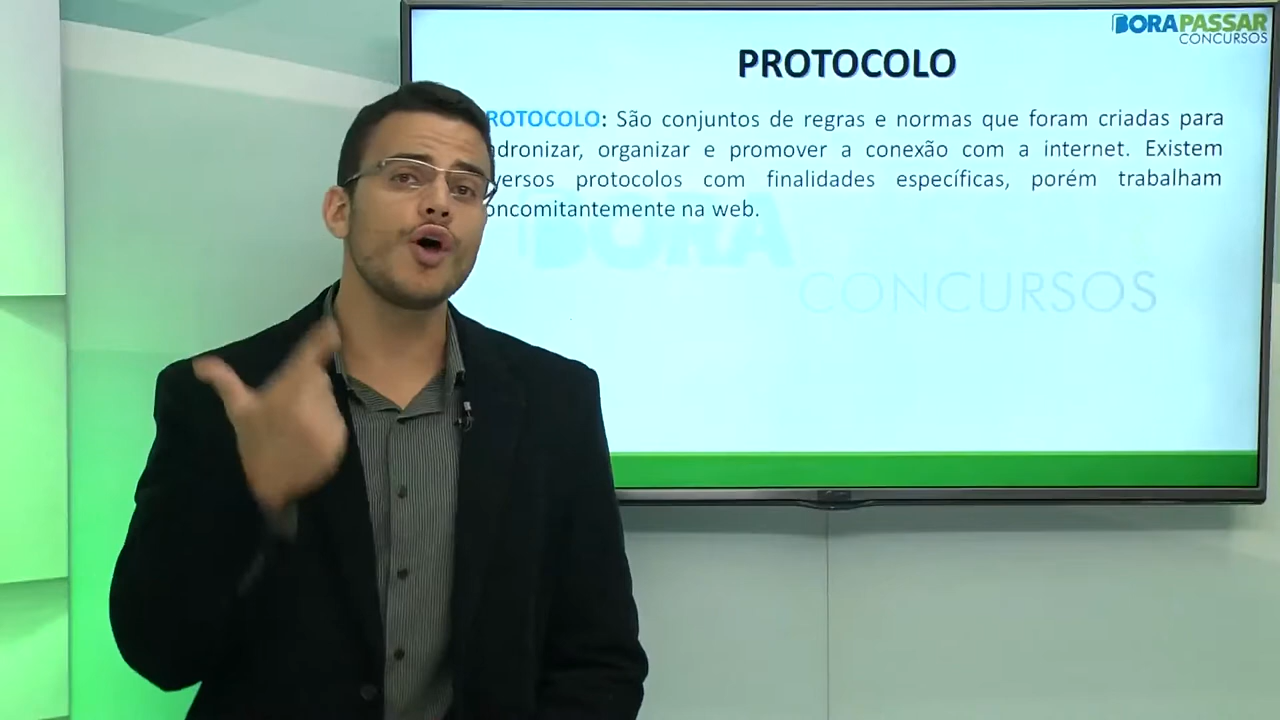 BORAPASSAR
CONCURSOS
PROTOCOLO
ROTOCOLO: São conjuntos de regras e normas que foram criadas para
adronizar, organizar e promover a conexão com a internet. Existem
versos protocolos com finalidades específicas, porém trabalham
oncomitantemente na web.
BORA
CONCURSOS